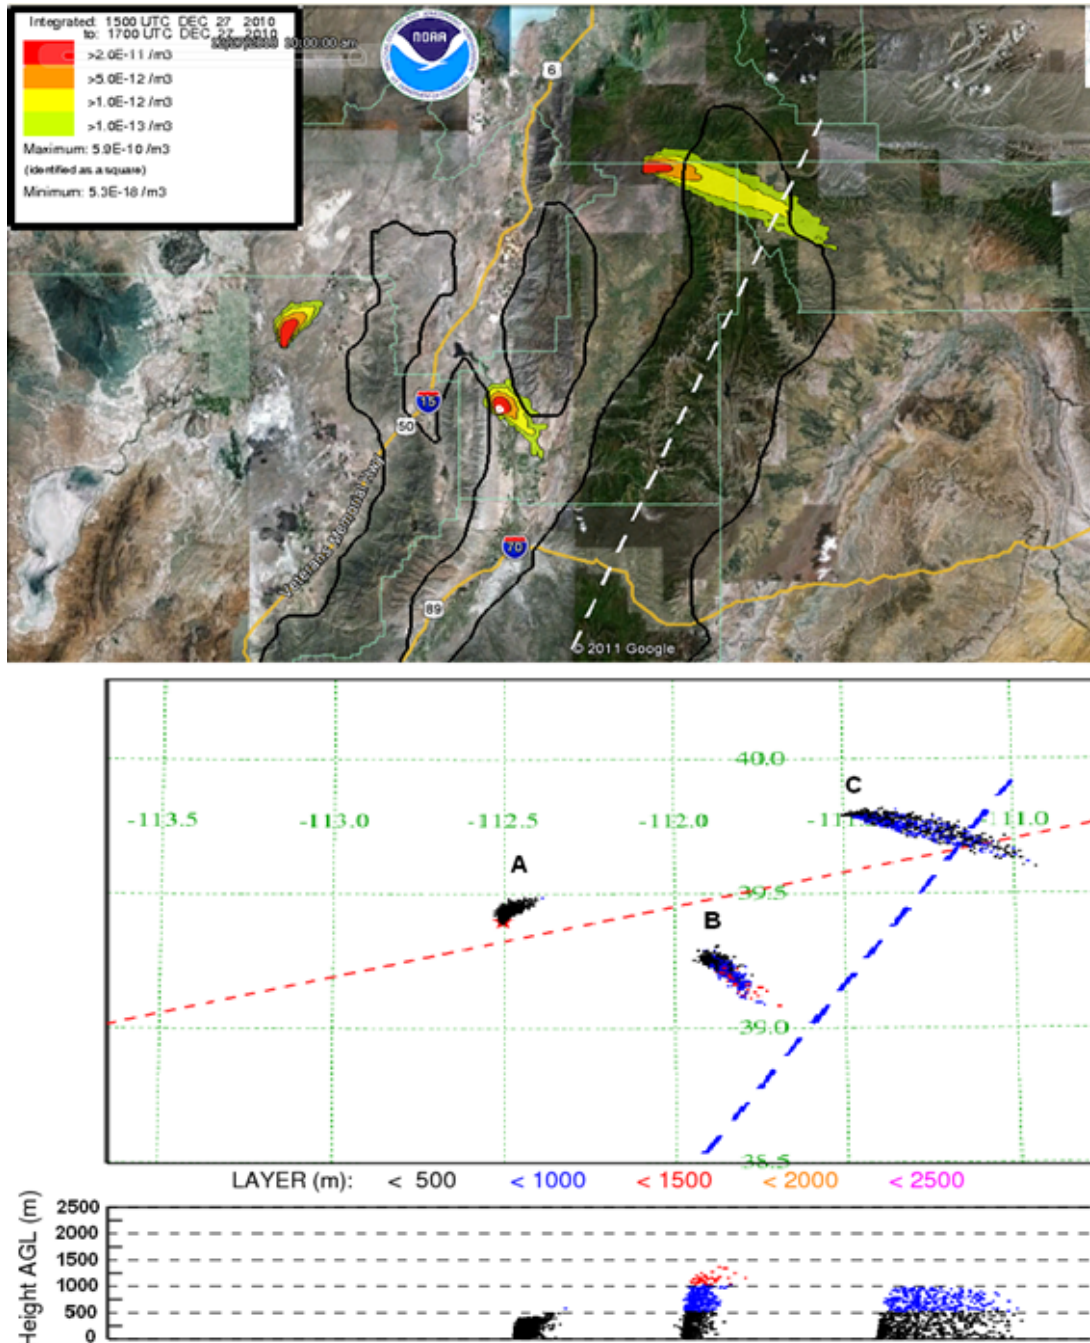 Integrated: 1500 UTC DEC 27 2010
to: 1700 UTC DEC 27 2010
>2.0E-11 /m3
>5.0E-12 /m3
>1.0E-12 /m3
>1.0E-13 /m3
Maximum: 5.9E-10 /m3
(identified as a square)
Minimum: 5.3E-18 /m3
NOAA
6
15
50
Veterans Memorial Hwy
70
89
© 2011 Google
40.0
C
-113.5 -113.0 -112.5 -112.0 -111.0
A
39.5
B
39.0
38.5
LAYER (m): < 500 < 1000 < 1500 < 2000 < 2500
Height AGL (m)
2500
2000
1500
1000
500
0